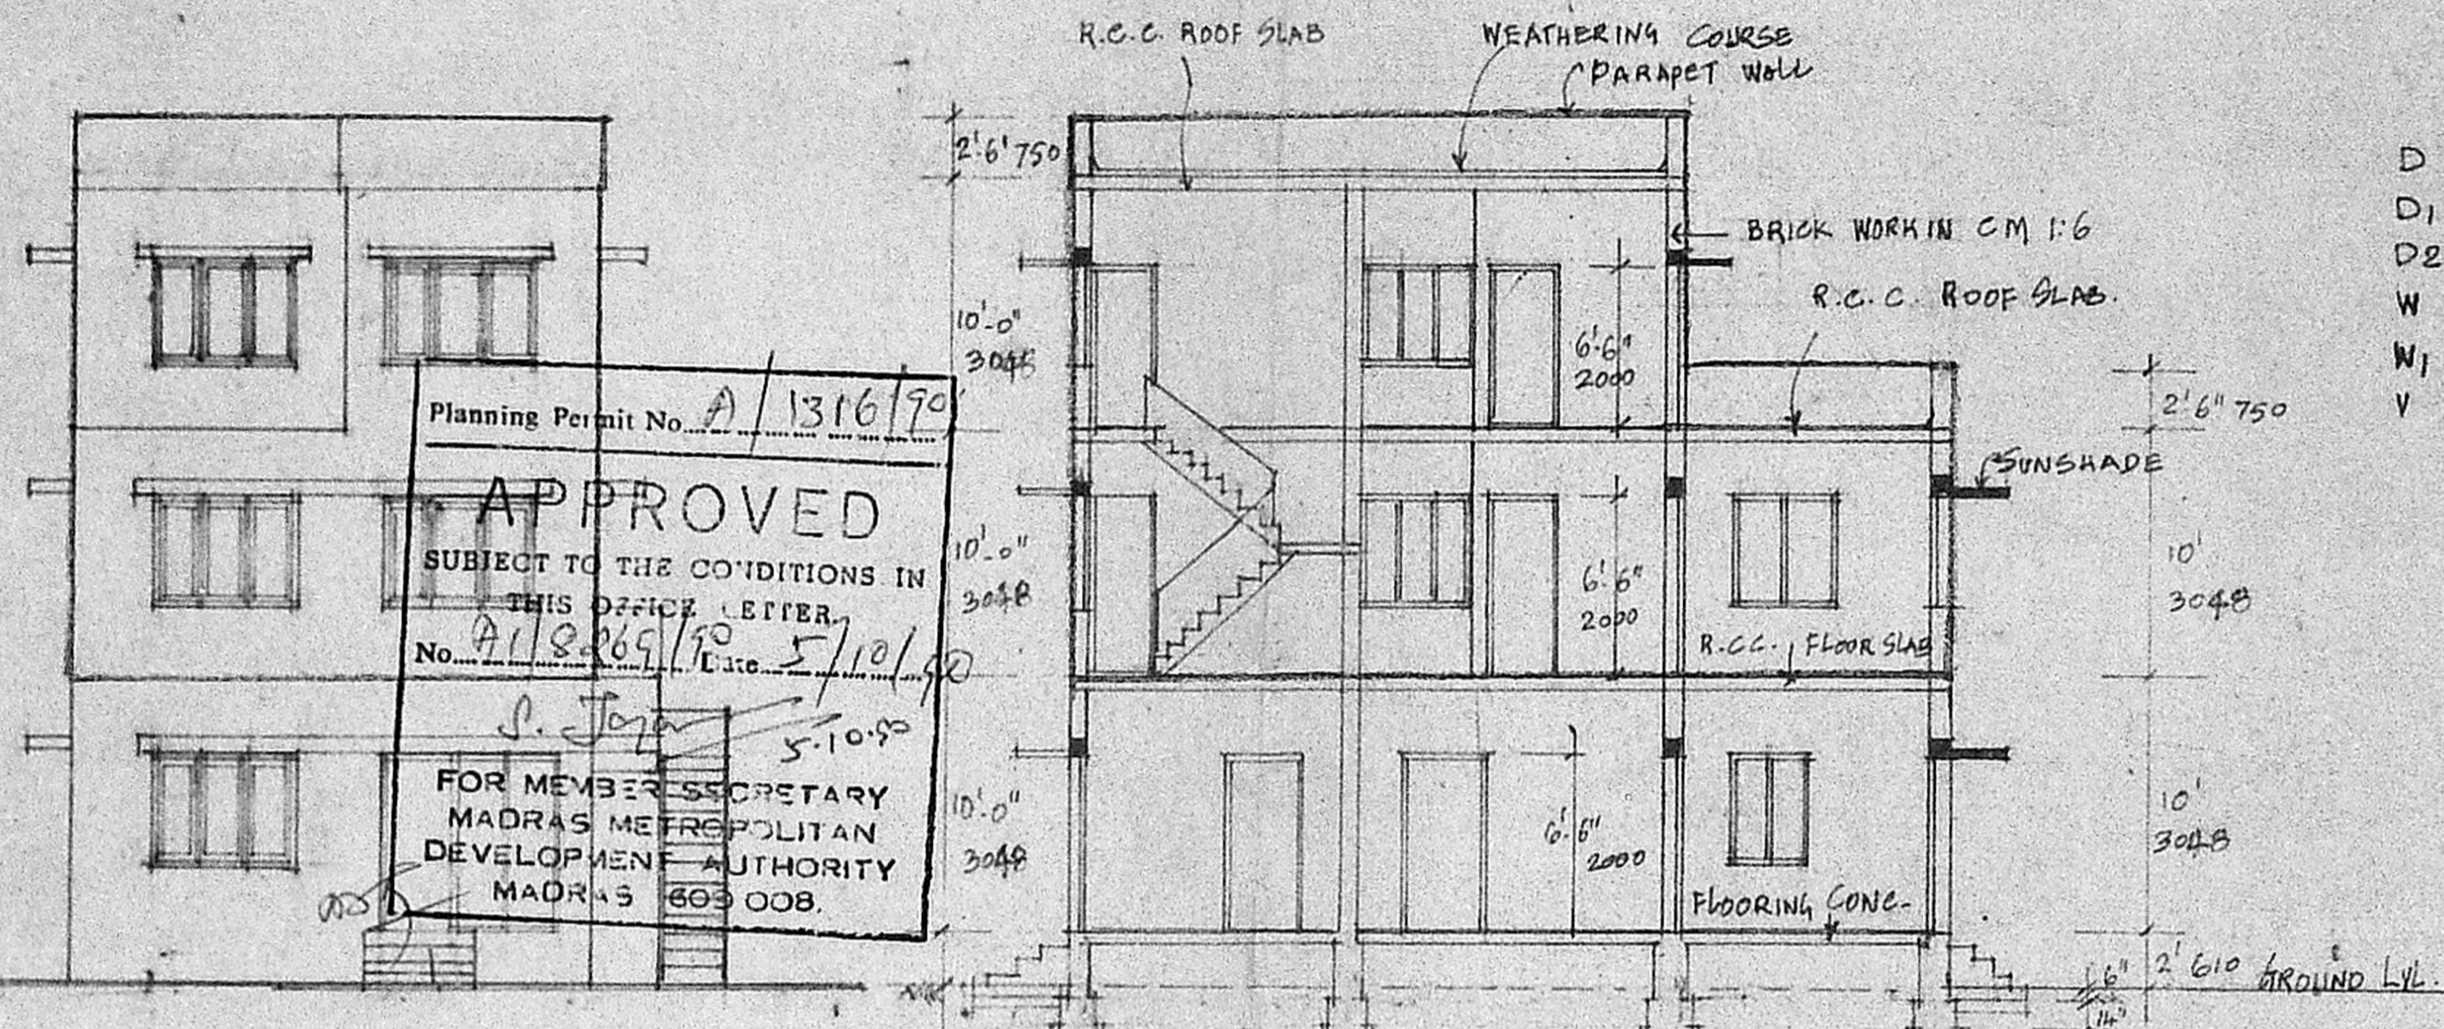 R.C.C. ROOF SLAB
WEATHERING COURSE
PARAPET WALL
2'.6' 750
BRICK WORK IN CM 1:6
R.C.C. ROOF SLAB.
10'-0"
3048
6'.6"
2000
2'6" 750
SUNSHADE
10'-0"
3048
6'.6"
2000
10'
3048
R.C.C. FLOOR SLAB
10'-0"
3048
6'.6"
2000
10'
3048
FLOORING CONC-
6"
2' 610
GROUND LVL.
14"
D
D1
D2
W
W1
V
Planning Permit No. A/1316/90
APPROVED
SUBJECT TO THE CONDITIONS IN
THIS OFFICE LETTER.
No. Date 5/10/90
5.10.90
FOR MEMBER SECRETARY
MADRAS METROPOLITAN
DEVELOPMENT AUTHORITY
MADRAS 600 008.